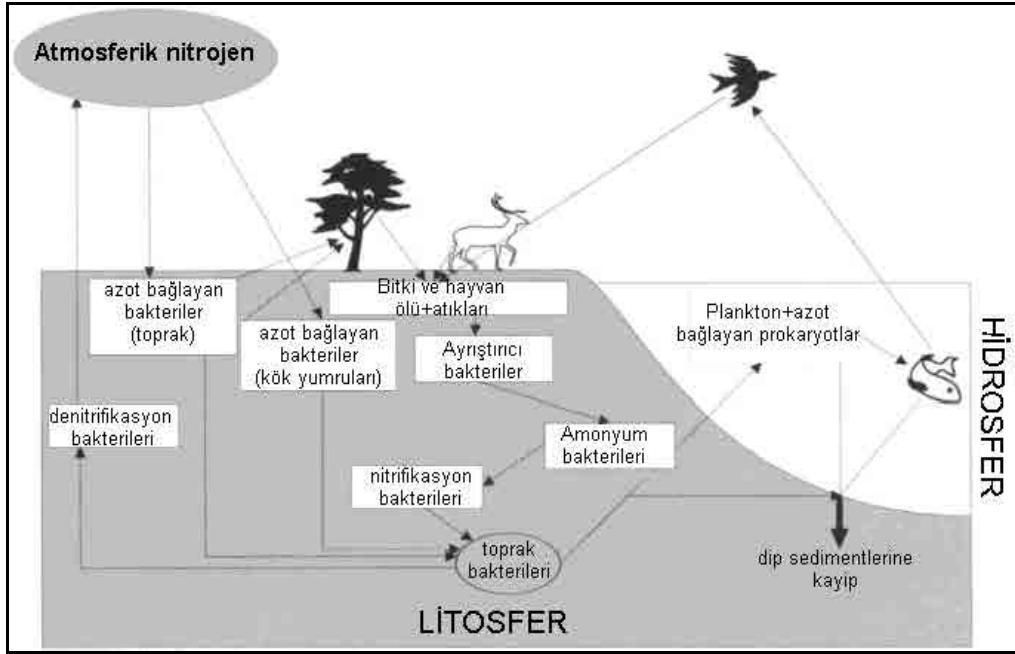 Atmosferik nitrojen
azot bağlayan
bakteriler
(toprak)
azot bağlayan
bakteriler
(kök yumruları)
Bitki ve hayvan
ölü+atıkları
Ayrıştırıcı
bakteriler
Plankton+azot
bağlayan prokaryotlar
HİDROSFER
denitrifikasyon
bakterileri
Amonyum
bakterileri
nitrifikasyon
bakterileri
toprak
bakterileri
dip sedimentlerine
kayip
LİTOSFER